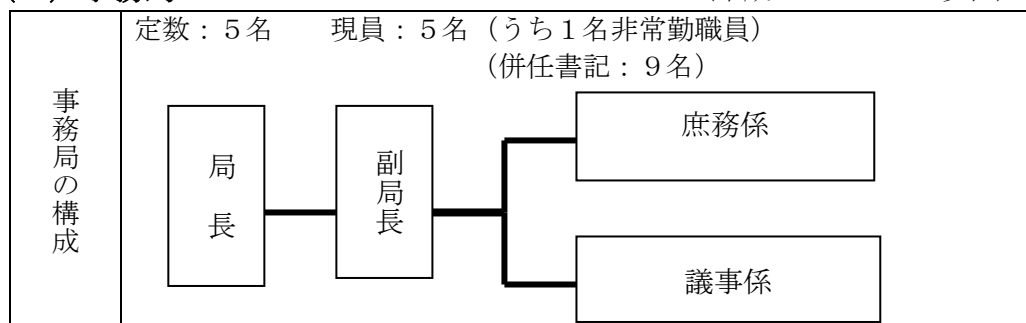 定数：５名　　現員：５名（うち１名非常勤職員）
（併任書記：９名）
事務局の構成
局長
副局長
庶務係
議事係